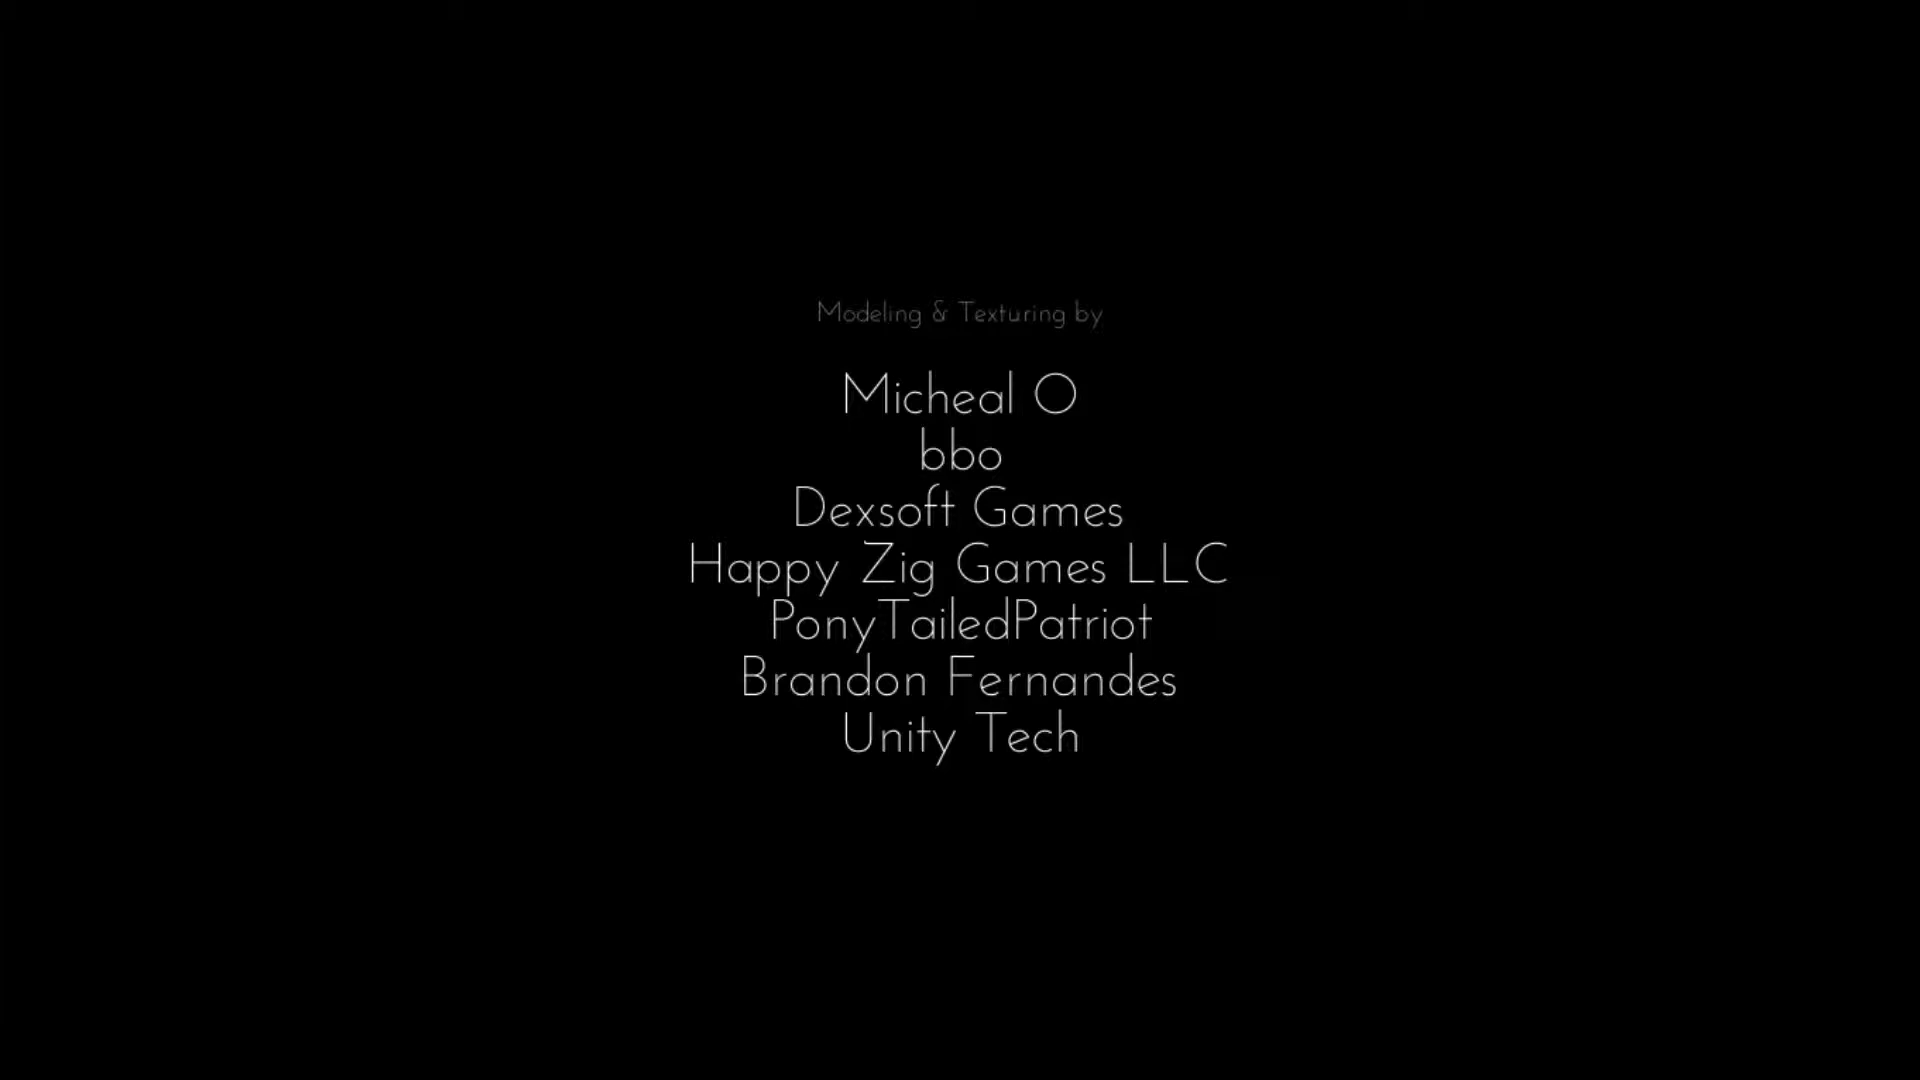 Modeling & Texturing by
Micheal O
bbo
Dexsoft Games
Happy Zig Games LLC
PonyTailedPatriot
Brandon Fernandes
Unity Tech